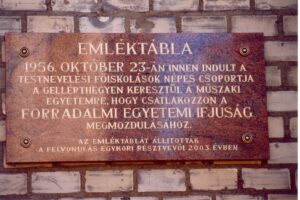 EMLÉKTÁBLA
1956. OKTÓBER 23-ÁN INNEN INDULT A
TESTNEVELÉSI FŐISKOLÁSOK NÉPES CSOPORTJA
A GELLÉRTHEGYEN KERESZTÜL A MŰSZAKI
EGYETEMRE, HOGY CSATLAKOZZON A
FORRADALMI EGYETEMI IFJÚSÁG
MEGMOZDULÁSÁHOZ.
AZ EMLÉKTÁBLÁT ÁLLÍTOTTÁK
A FELVONULÁS EGYKORI RÉSZTVEVŐI 2003. ÉVBEN